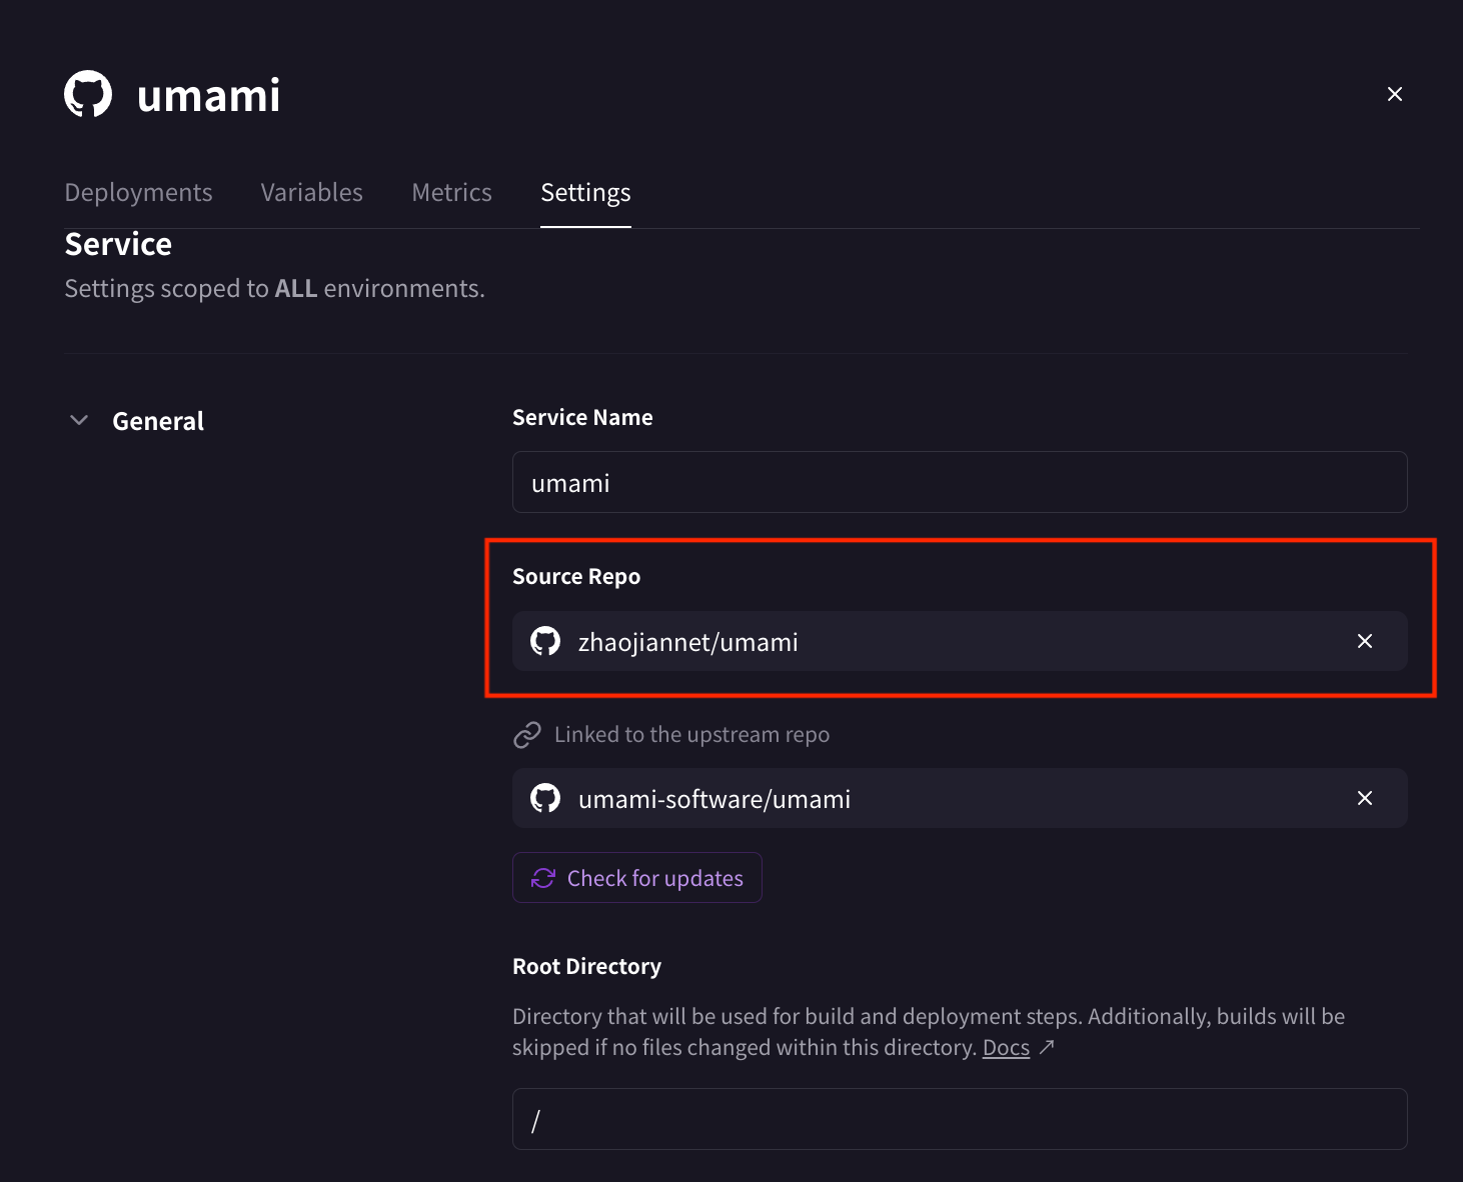 umami
Deployments Variables Metrics Settings
Service
Settings scoped to ALL environments.
General
Service Name
umami
Source Repo
zhaojiannet/umami
Linked to the upstream repo
umami-software/umami
Check for updates
Root Directory
Directory that will be used for build and deployment steps. Additionally, builds will be
skipped if no files changed within this directory. Docs ↗
/